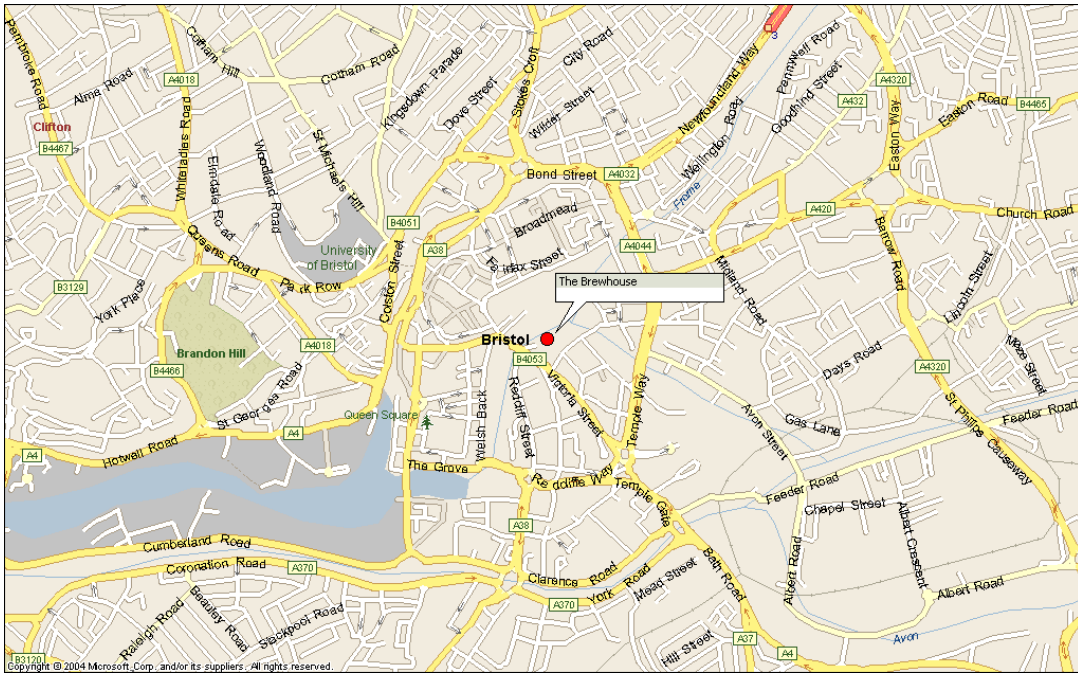 Pembroke Road
Cotham Hill
Cotham Road
Kingsdown Parade
Stokes Croft
City Road
Newfoundland Way
3
Pennywell Road
A4320
Alma Road
A4018
Dove Street
Wilder Street
Goodhind Street
A432
Easton Road
B4465
Clifton
B4467
Whiteladies Road
Elmdale Road
Woodland Road
St Michaels Hill
Bond Street
A4032
Wellington Road
Frome
Easton Way
Broadmead
B4051
A420
Church Road
Queens Road
University
of Bristol
Colston Street
A38
Fairfax Street
A4044
Midland Road
Barrow Road
B3129
York Place
Park Row
The Brewhouse
Lincoln Street
Bristol
Brandon Hill
A4018
B4053
Days Road
Moze Street
B4466
St Georges Road
Victoria Street
Temple Way
A4320
Queen Square
Welsh Back
Redcliff Street
Avon Street
Gas Lane
St Philips Causeway
Feeder Road
A4
Hotwell Road
A4
The Grove
Redcliffe Way
Temple Gate
Feeder Road
Chapel Street
Albert Crescent
A38
Cumberland Road
Coronation Road
A370
Clarence Road
York Road
Mead Street
Bath Road
Albert Road
Albert Road
A370
Raleigh Road
Beauley Road
Stackpool Road
Hill Street
A37
A4
Avon
B3120
Copyright © 2004 Microsoft Corp. and/or its suppliers. All rights reserved.